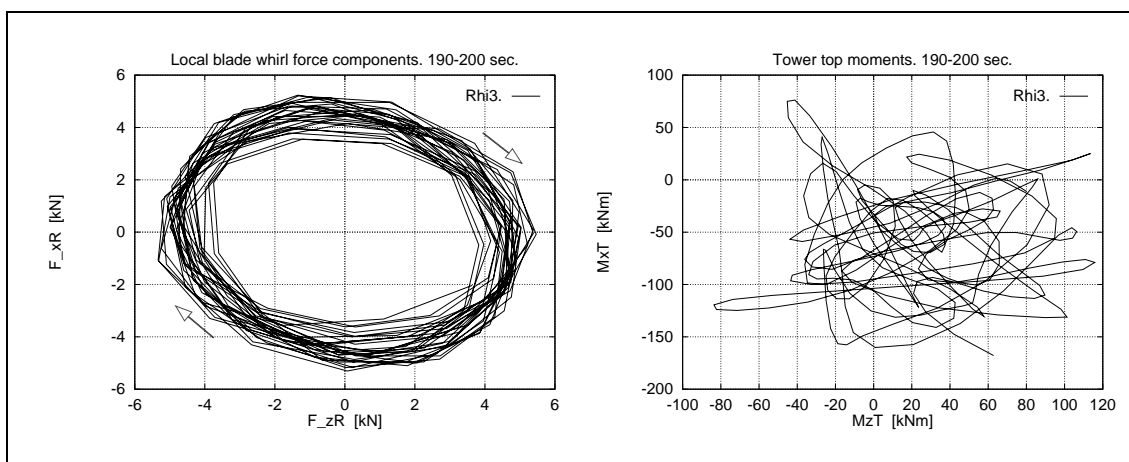 Local blade whirl force components. 190-200 sec.
Rhi3.
6
4
2
0
-2
-4
-6
F_xR [kN]
-6 -4 -2 0 2 4 6
F_zR [kN]
Tower top moments. 190-200 sec.
Rhi3.
100
50
0
-50
-100
-150
-200
MxT [kNm]
-100 -80 -60 -40 -20 0 20 40 60 80 100 120
MzT [kNm]